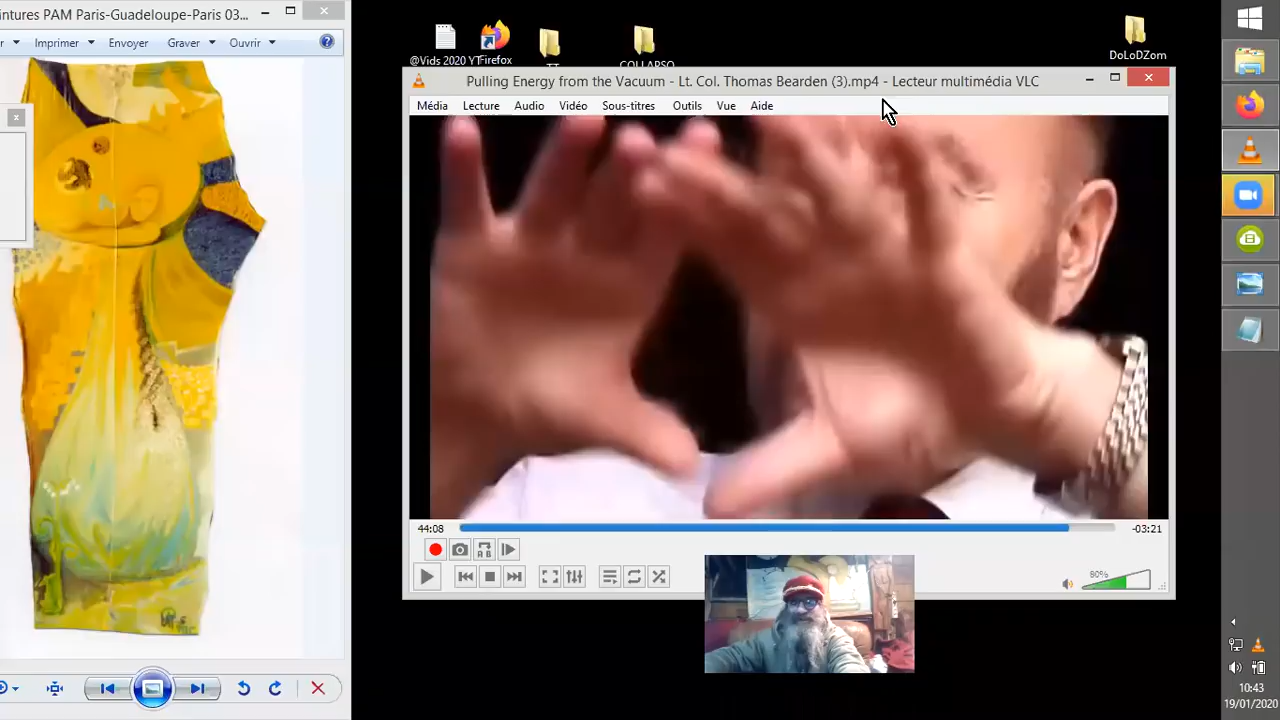 intures PAM Paris-Guadeloupe-Paris 03...
Imprimer Envoyer Graver Ouvrir
@Vids 2020 YT
Firefox
TT
COLLAPSO
DoLoDZom
Pulling Energy from the Vacuum - Lt. Col. Thomas Bearden (3).mp4 - Lecteur multimédia VLC
Média Lecture Audio Vidéo Sous-titres Outils Vue Aide
44:08
-03:21
80%
10:43
19/01/2020